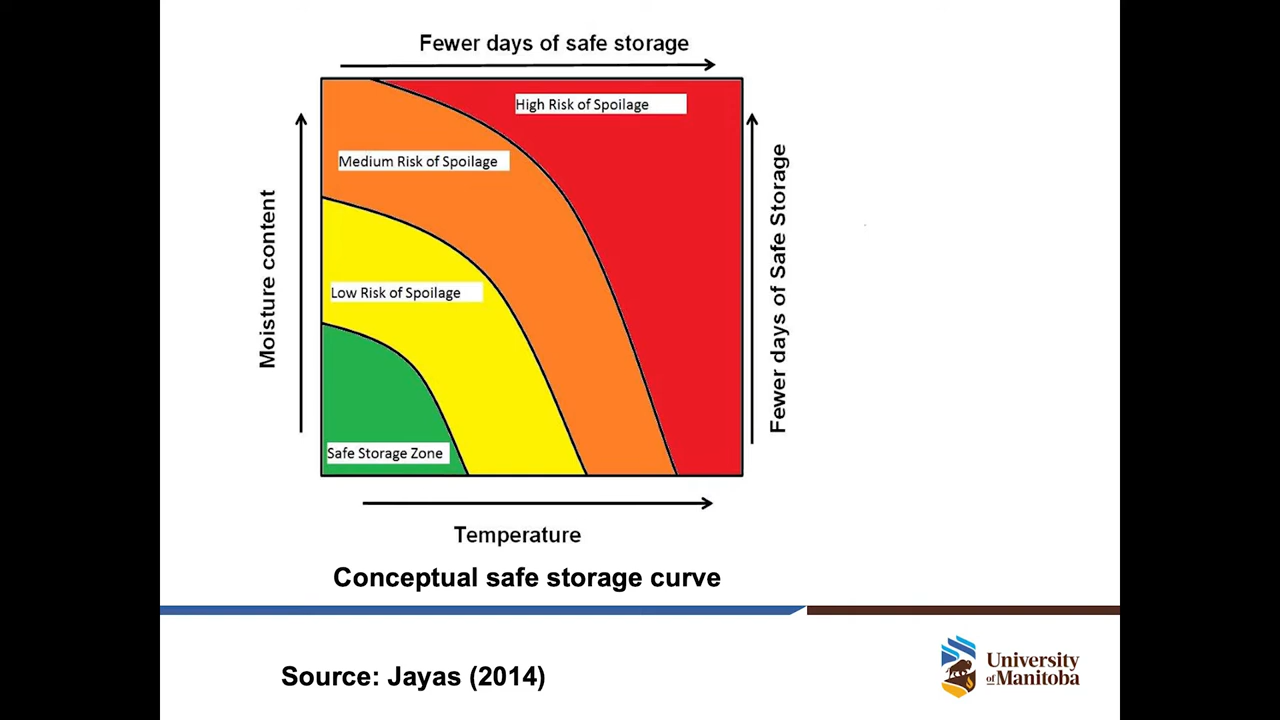 Fewer days of safe storage
High Risk of Spoilage
Medium Risk of Spoilage
Low Risk of Spoilage
Safe Storage Zone
Moisture content
Fewer days of Safe Storage
Temperature
Conceptual safe storage curve
Source: Jayas (2014)
University
of Manitoba